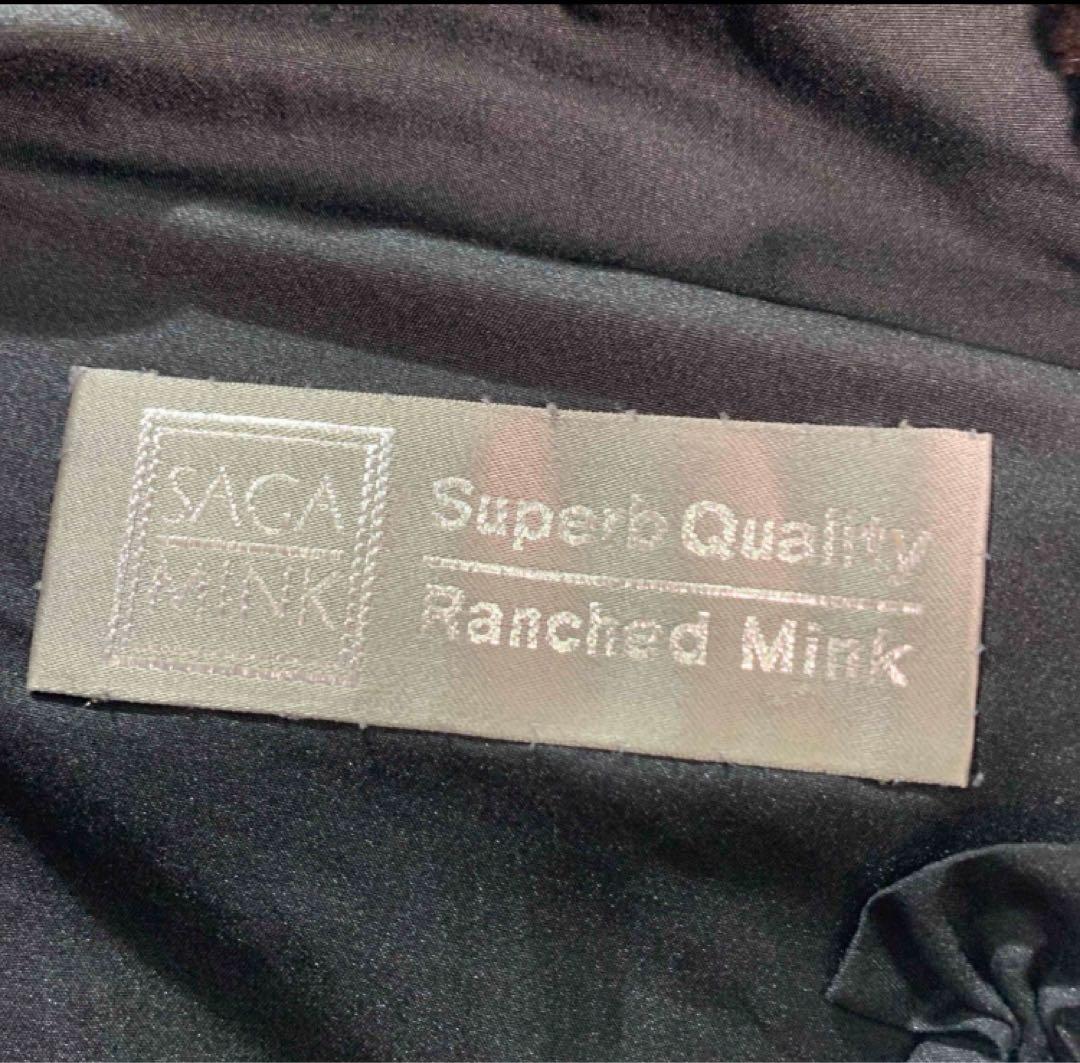 SAGA
MINK
Superb Quality
Ranched Mink